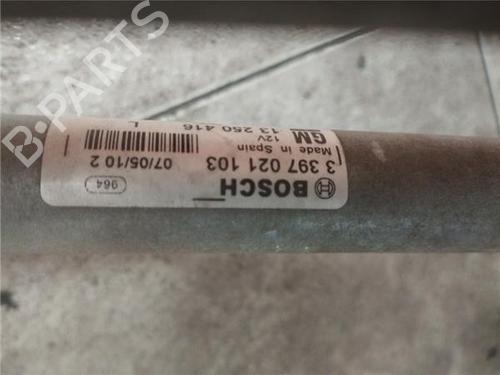 BOSCH
3 397 021 103
Made in Spain
12V
GM 13 250 416
L
07/05/10 2
964
B-PARTS